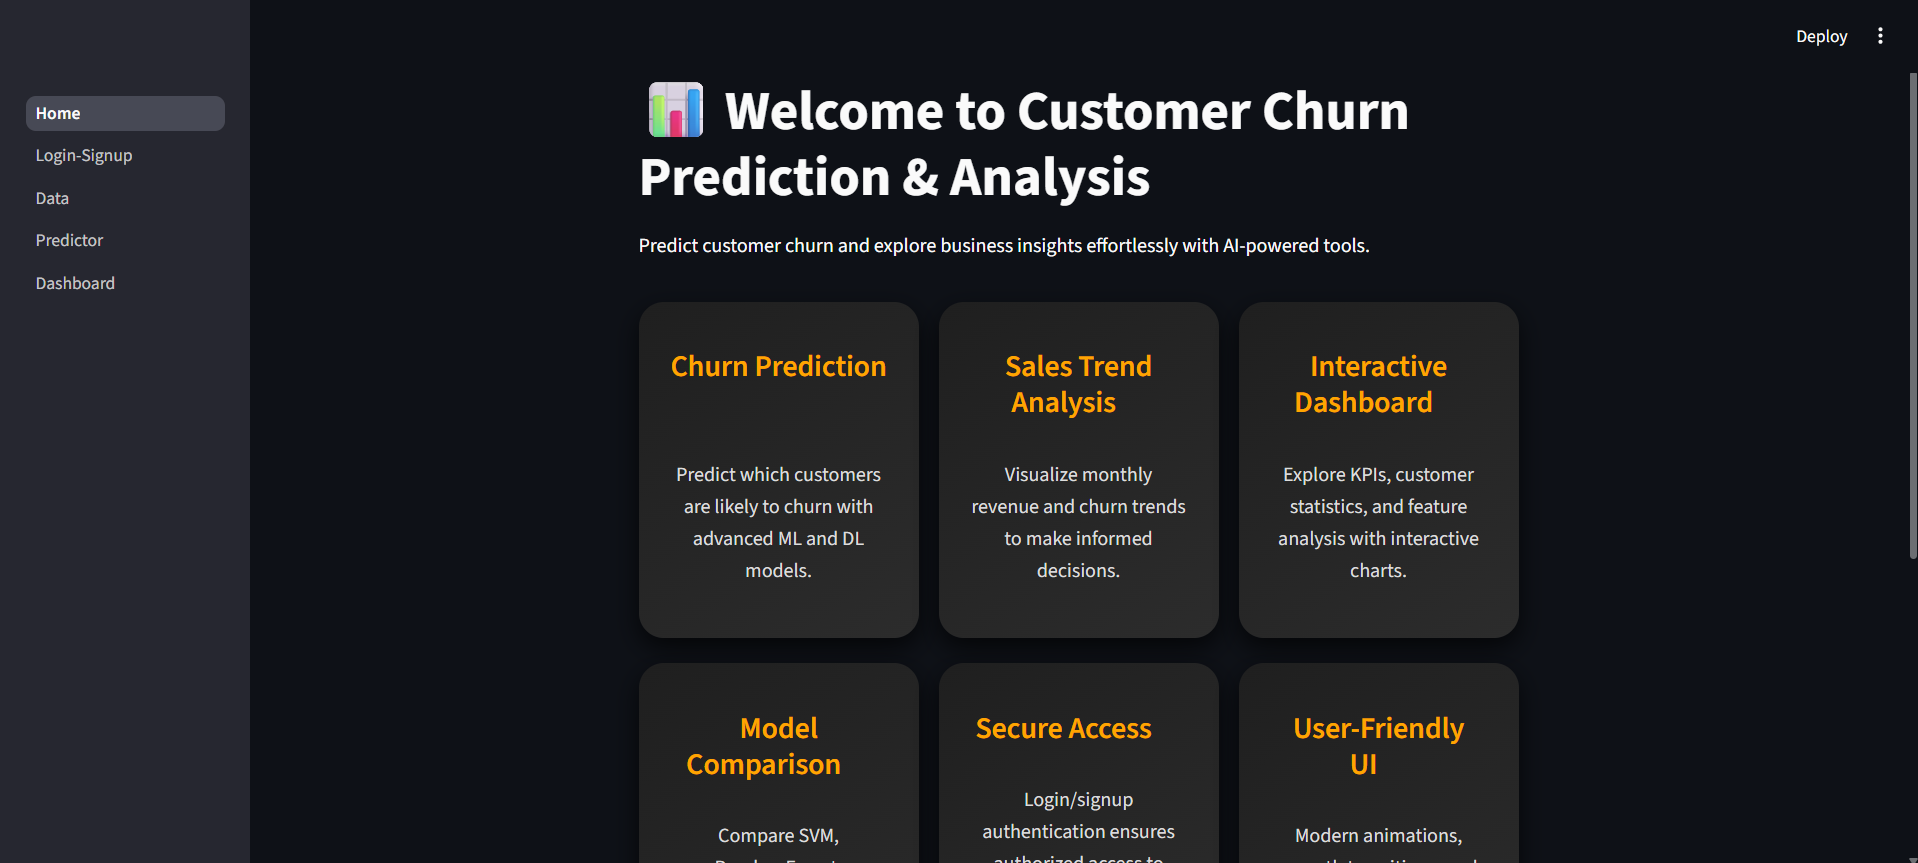 Deploy
Home
Login-Signup
Data
Predictor
Dashboard
Welcome to Customer Churn
Prediction & Analysis
Predict customer churn and explore business insights effortlessly with AI-powered tools.
Churn Prediction
Predict which customers
are likely to churn with
advanced ML and DL
models.
Sales Trend
Analysis
Visualize monthly
revenue and churn trends
to make informed
decisions.
Interactive
Dashboard
Explore KPIs, customer
statistics, and feature
analysis with interactive
charts.
Model
Comparison
Compare SVM,
Secure Access
Login/signup
authentication ensures
authorized access to
User-Friendly
UI
Modern animations,